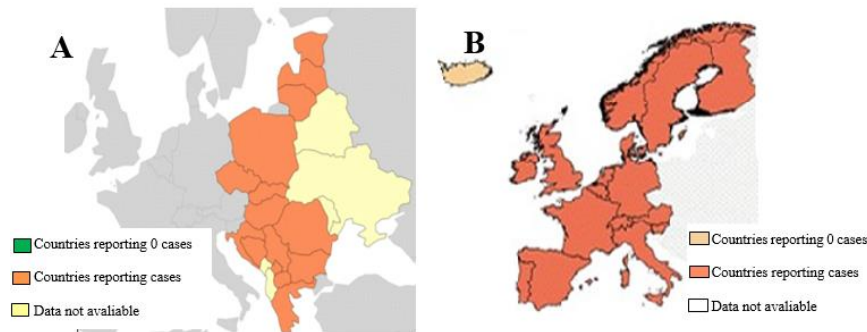 A
Countries reporting 0 cases
Countries reporting cases
Data not avaliable
B
Countries reporting 0 cases
Countries reporting cases
Data not avaliable